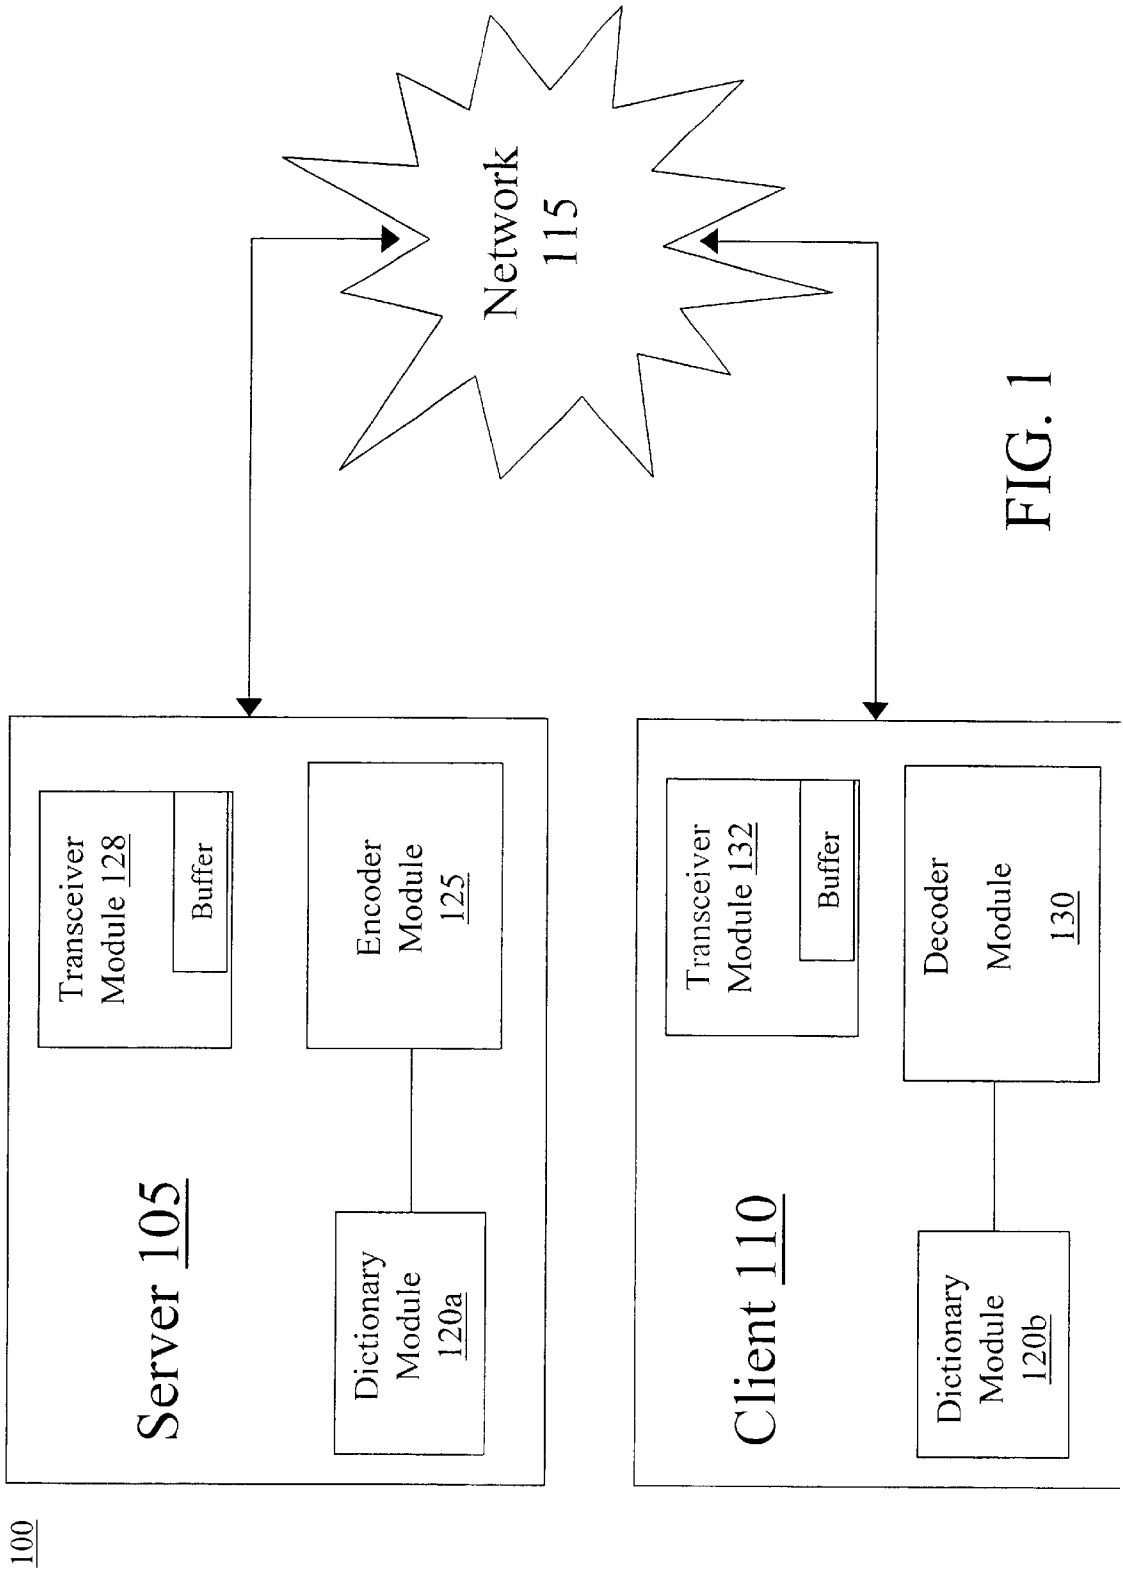 100
Server 105
Transceiver
Module 128
Buffer
Dictionary
Module
120a
Encoder
Module
125
Network
115
Client 110
Transceiver
Module 132
Buffer
Dictionary
Module
120b
Decoder
Module
130
FIG. 1